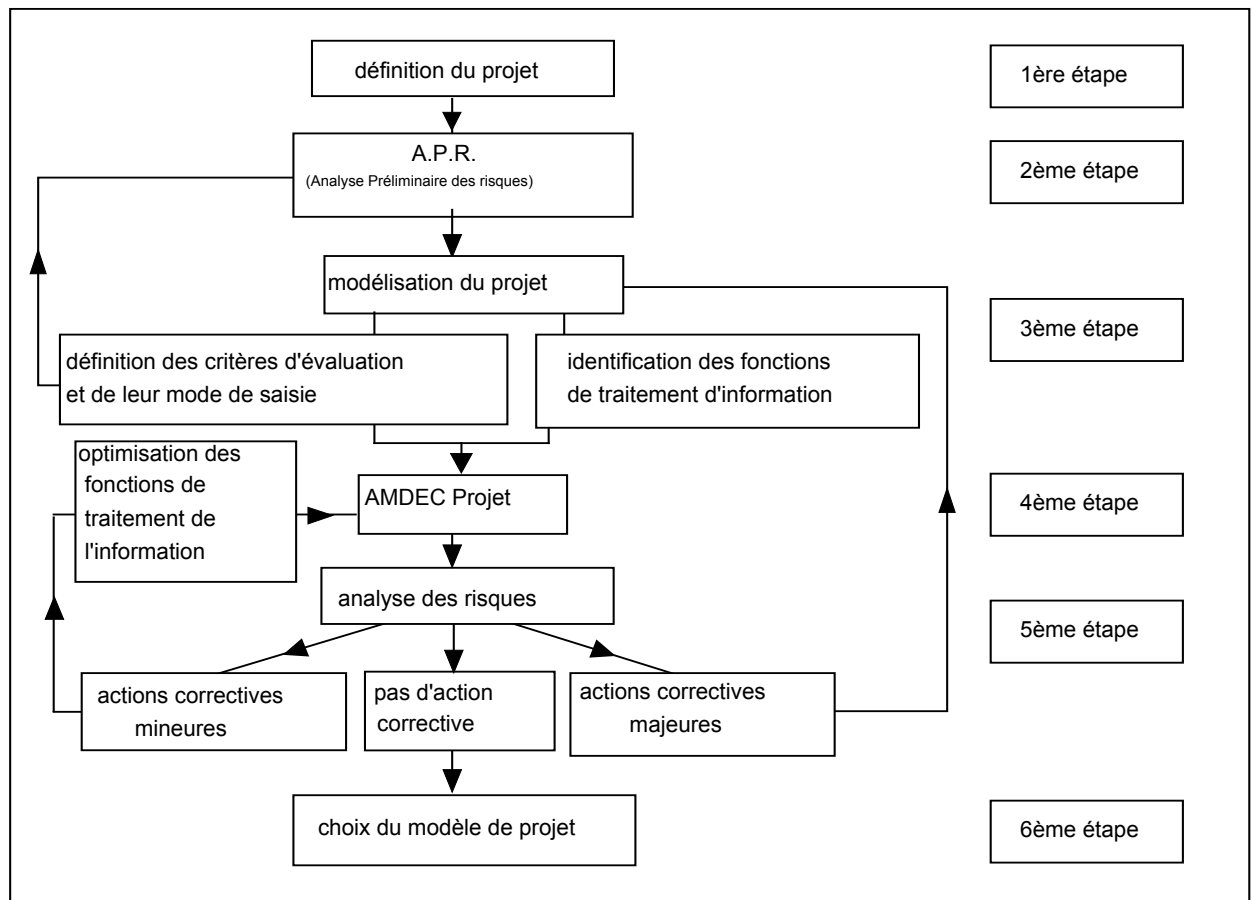 définition du projet
1ère étape
A.P.R.
(Analyse Préliminaire des risques)
2ème étape
modélisation du projet
3ème étape
définition des critères d'évaluation
et de leur mode de saisie
identification des fonctions
de traitement d'information
optimisation des
fonctions de
traitement de
l'information
AMDEC Projet
4ème étape
analyse des risques
5ème étape
actions correctives
mineures
pas d'action
corrective
actions correctives
majeures
choix du modèle de projet
6ème étape